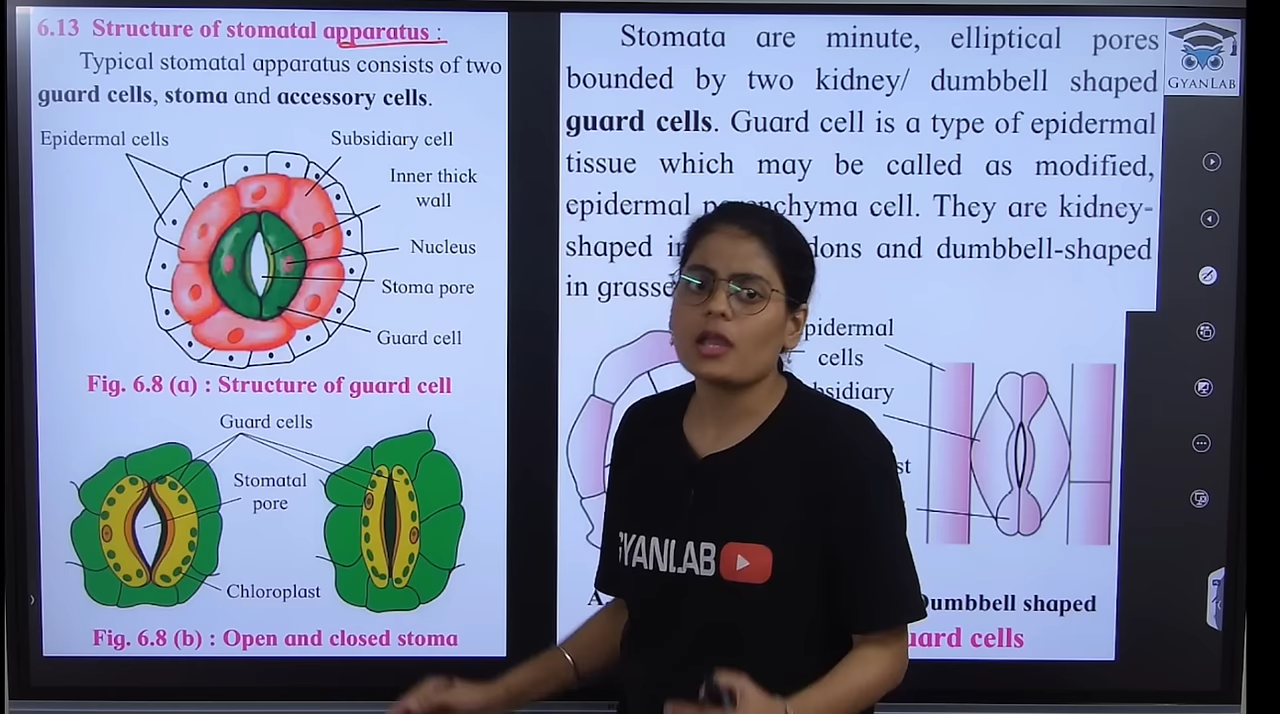 6.13 Structure of stomatal apparatus :
Typical stomatal apparatus consists of two
guard cells, stoma and accessory cells.
Epidermal cells
Subsidiary cell
Inner thick
wall
Nucleus
Stoma pore
Guard cell
Fig. 6.8 (a) : Structure of guard cell
Guard cells
Stomatal
pore
Chloroplast
Fig. 6.8 (b) : Open and closed stoma
Stomata are minute, elliptical pores
bounded by two kidney/ dumbbell shaped
guard cells. Guard cell is a type of epidermal
tissue which may be called as modified,
epidermal cell. They are kidney-
shaped and dumbbell-shaped
in
cells
Dumbbell shaped
cells
GYANLAB
GYANLAB